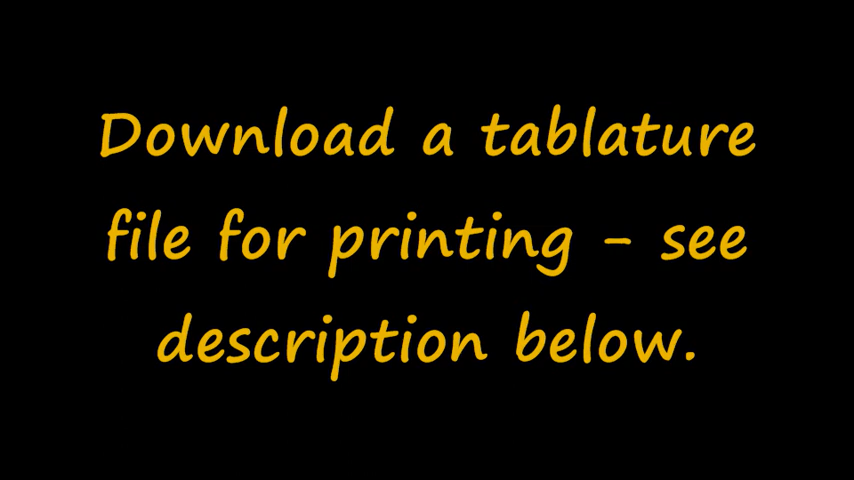 Download a tablature
file for printing - see
description below.